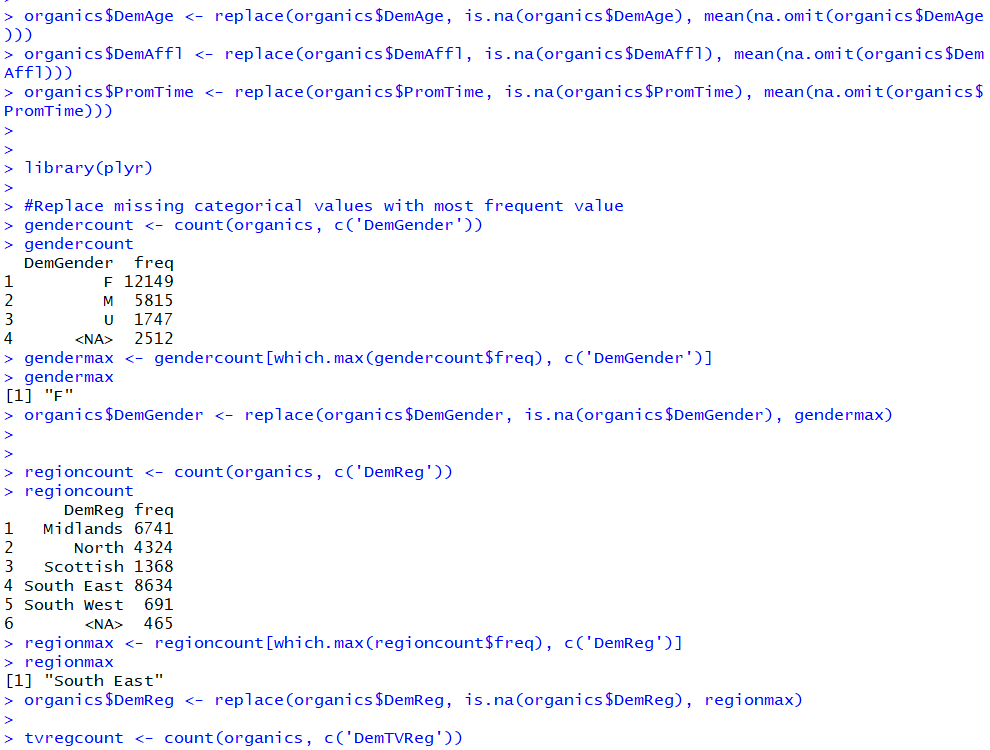 > organics$DemAge <- replace(organics$DemAge, is.na(organics$DemAge), mean(na.omit(organics$DemAge
)))
> organics$DemAffl <- replace(organics$DemAffl, is.na(organics$DemAffl), mean(na.omit(organics$Dem
Affl)))
> organics$PromTime <- replace(organics$PromTime, is.na(organics$PromTime), mean(na.omit(organics$
PromTime)))
>
>
> library(plyr)
>
> #Replace missing categorical values with most frequent value
> gendercount <- count(organics, c('DemGender'))
> gendercount
  DemGender  freq
1         F 12149
2         M  5815
3         U  1747
4      <NA>  2512
> gendermax <- gendercount[which.max(gendercount$freq), c('DemGender')]
> gendermax
[1] "F"
> organics$DemGender <- replace(organics$DemGender, is.na(organics$DemGender), gendermax)
>
>
> regioncount <- count(organics, c('DemReg'))
> regioncount
      DemReg freq
1   Midlands 6741
2      North 4324
3   Scottish 1368
4 South East 8634
5 South West  691
6       <NA>  465
> regionmax <- regioncount[which.max(regioncount$freq), c('DemReg')]
> regionmax
[1] "South East"
> organics$DemReg <- replace(organics$DemReg, is.na(organics$DemReg), regionmax)
>
> tvregcount <- count(organics, c('DemTVReg'))